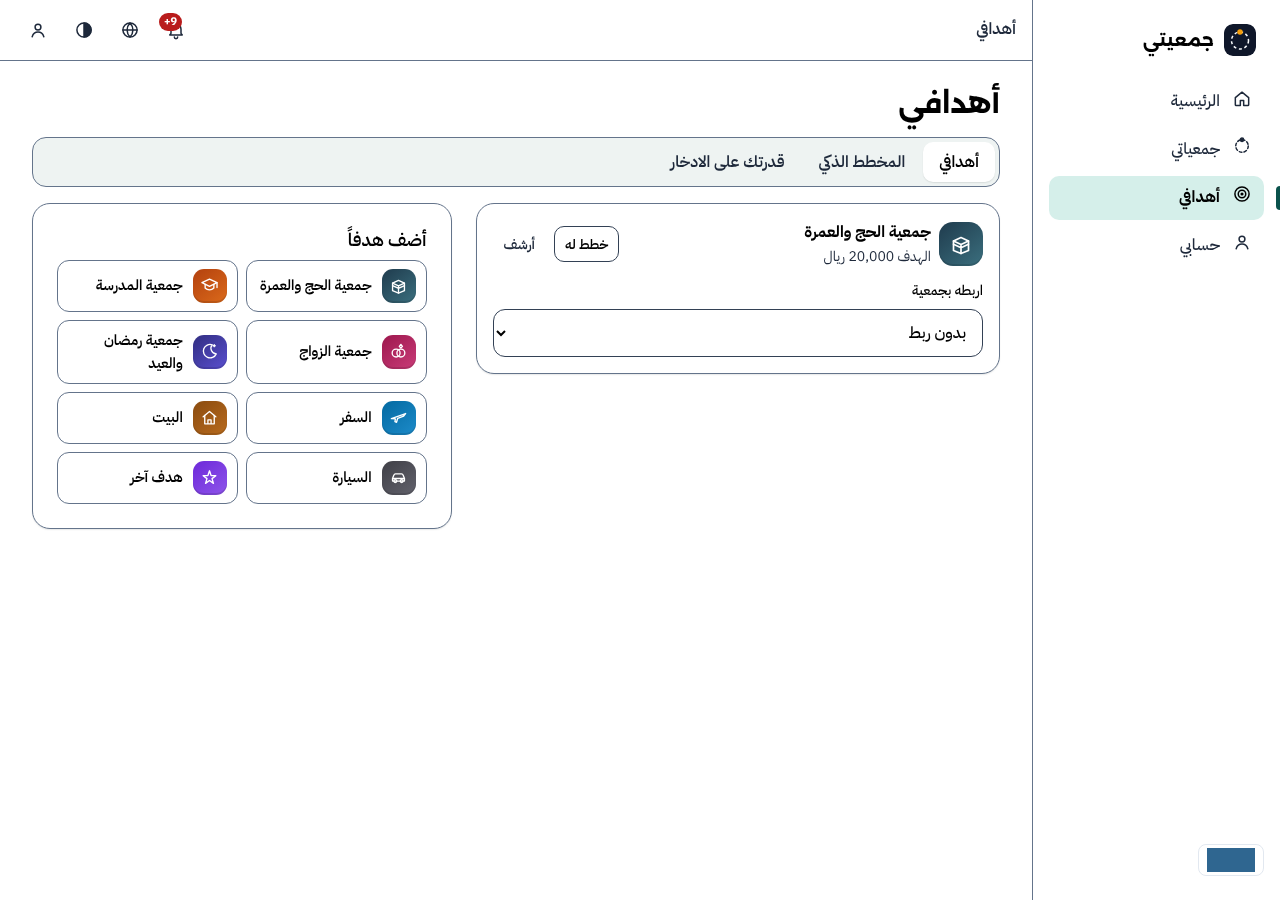 جمعيتي
الرئيسية
جمعياتي
أهدافي
حسابي
أهدافي
+9
أهدافي
أهدافي
المخطط الذكي
قدرتك على الادخار
جمعية الحج والعمرة
الهدف 20,000 ريال
خطط له
أرشف
اربطه بجمعية
بدون ربط
أضف هدفاً
جمعية الحج والعمرة
جمعية المدرسة
جمعية الزواج
جمعية رمضان
والعيد
السفر
البيت
السيارة
هدف آخر